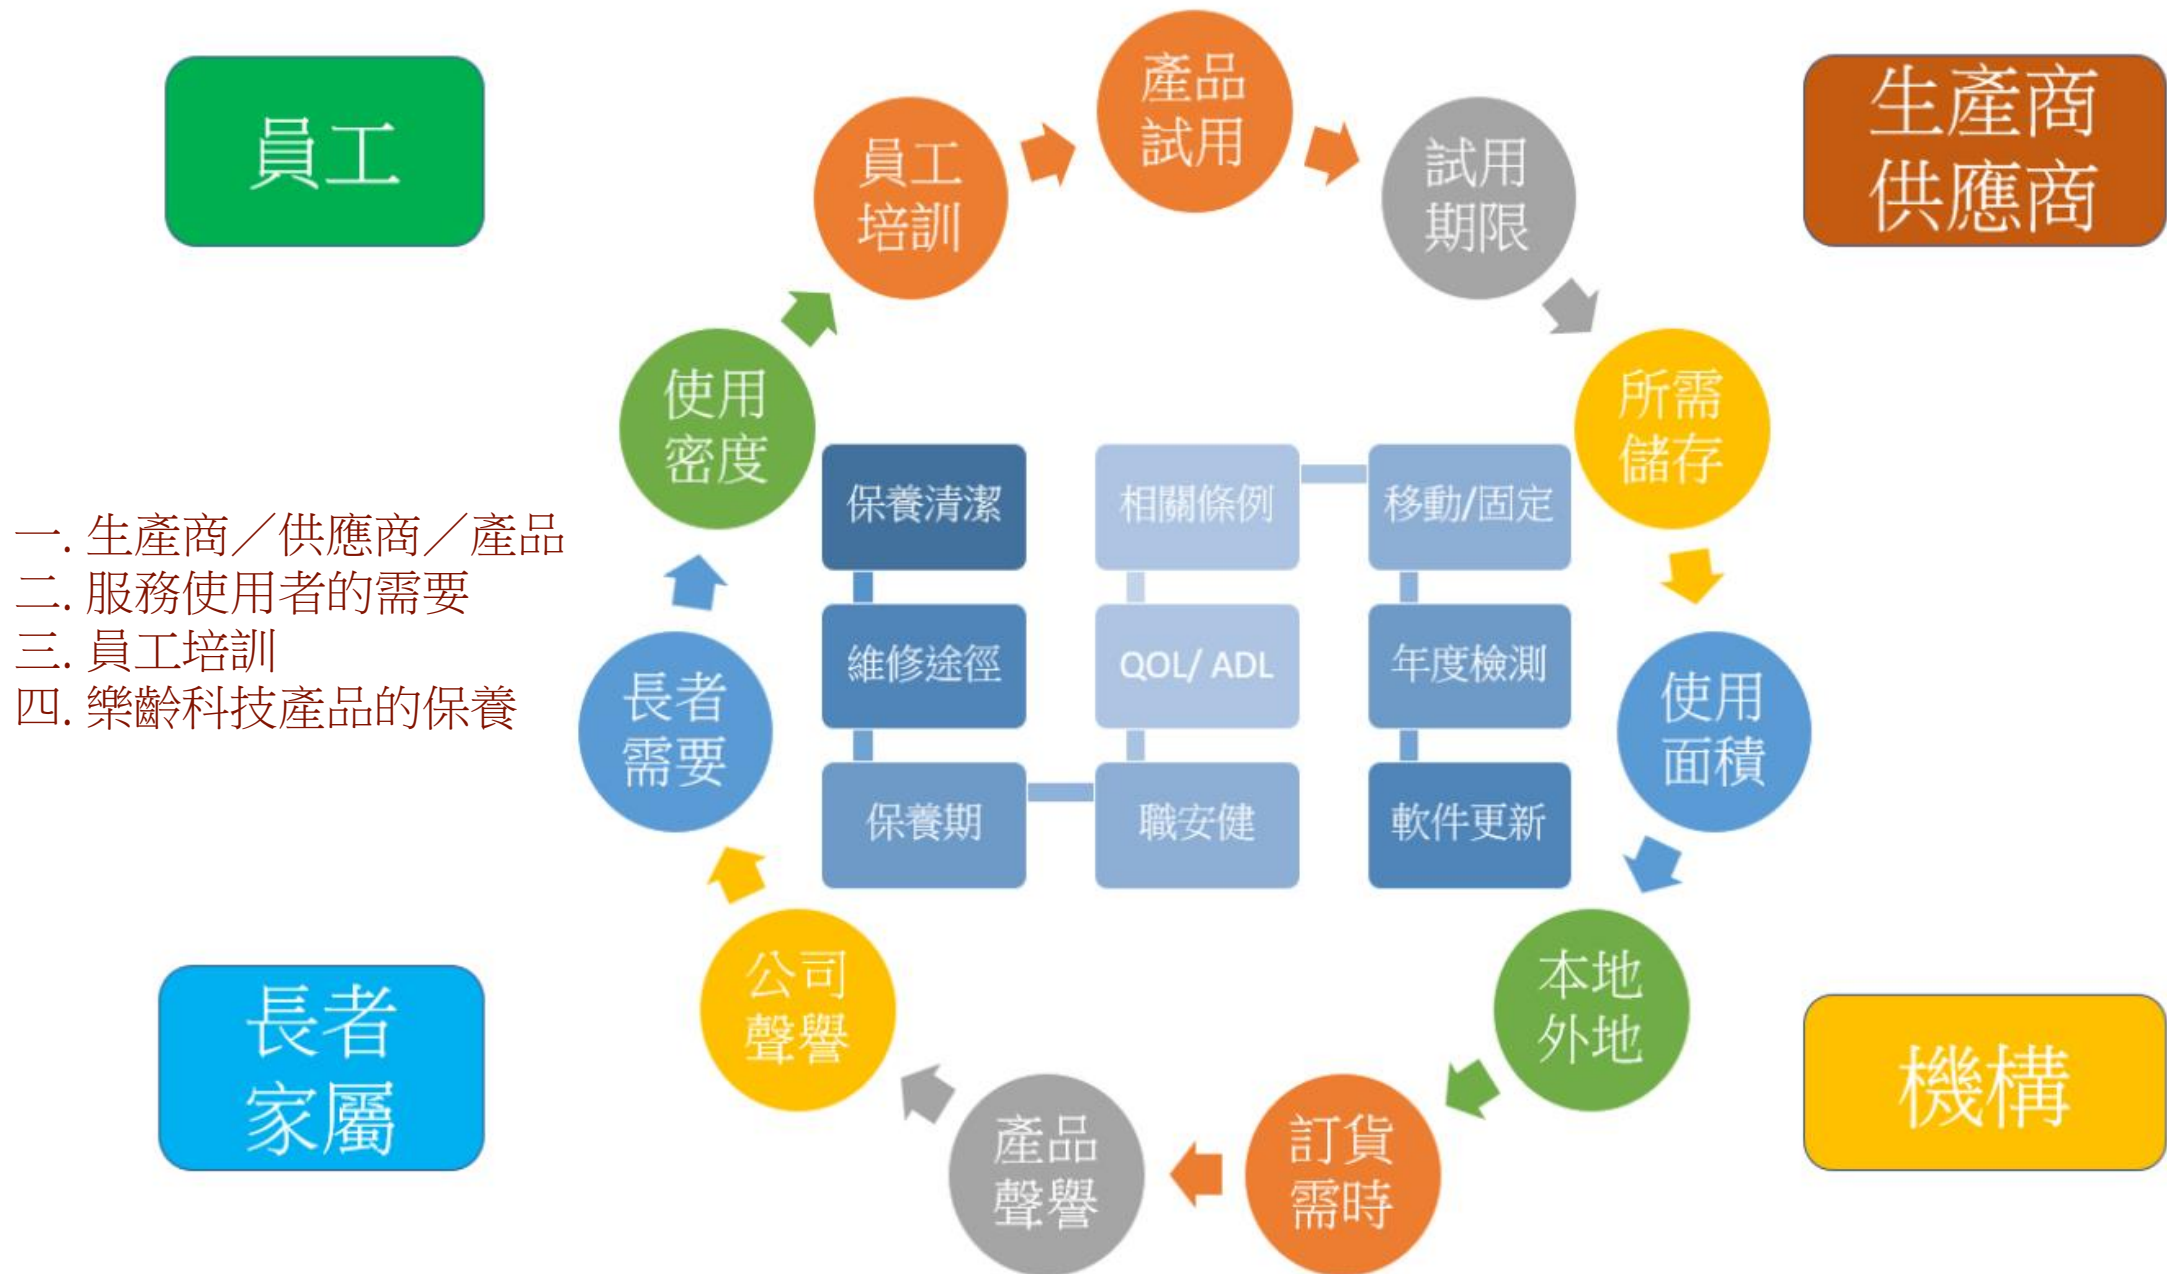 員工
生產商
供應商
產品
試用
試用
期限
所需
儲存
使用
面積
本地
外地
訂貨
需時
產品
聲譽
公司
聲譽
長者
需要
使用
密度
員工
培訓
保養清潔
維修途徑
保養期
職安健
QOL/ ADL
相關條例
移動/固定
年度檢測
軟件更新
一. 生產商／供應商／產品
二. 服務使用者的需要
三. 員工培訓
四. 樂齡科技產品的保養
長者
家屬
機構